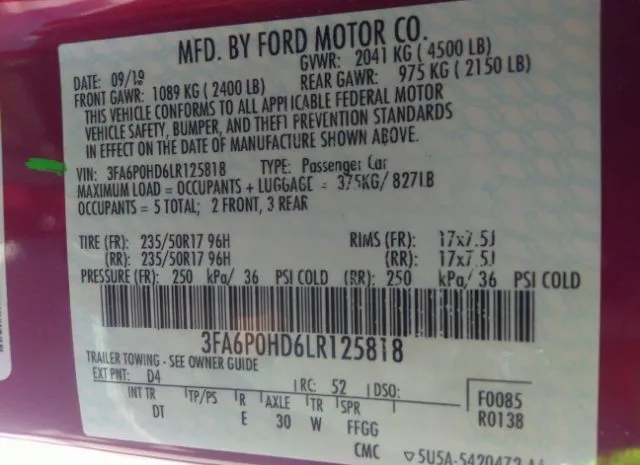 MFD. BY FORD MOTOR CO.
DATE: 09/19 GVWR: 2041 KG (4500 LB)
FRONT GAWR: 1089 KG (2400 LB) REAR GAWR: 975 KG (2150 LB)
THIS VEHICLE CONFORMS TO ALL APPLICABLE FEDERAL MOTOR
VEHICLE SAFETY, BUMPER, AND THEFT PREVENTION STANDARDS
IN EFFECT ON THE DATE OF MANUFACTURE SHOWN ABOVE.
VIN: 3FA6P0HD6LR125818 TYPE: Passenger Car
MAXIMUM LOAD = OCCUPANTS + LUGGAGE = 375KG/ 827LB
OCCUPANTS = 5 TOTAL; 2 FRONT, 3 REAR
TIRE (FR): 235/50R17 96H RIMS (FR): 17x7.5J
(RR): 235/50R17 96H (RR): 17x7.5J
PRESSURE (FR): 250 kPa/ 36 PSI COLD (RR): 250 kPa/ 36 PSI COLD
3FA6P0HD6LR125818
TRAILER TOWING - SEE OWNER GUIDE
EXT PNT: D4 RC: 52 DSO: F0085
INT TR TP/PS R AXLE TR SPR R0138
DT E 30 W FFGG
CMC 5U5A-5420472-